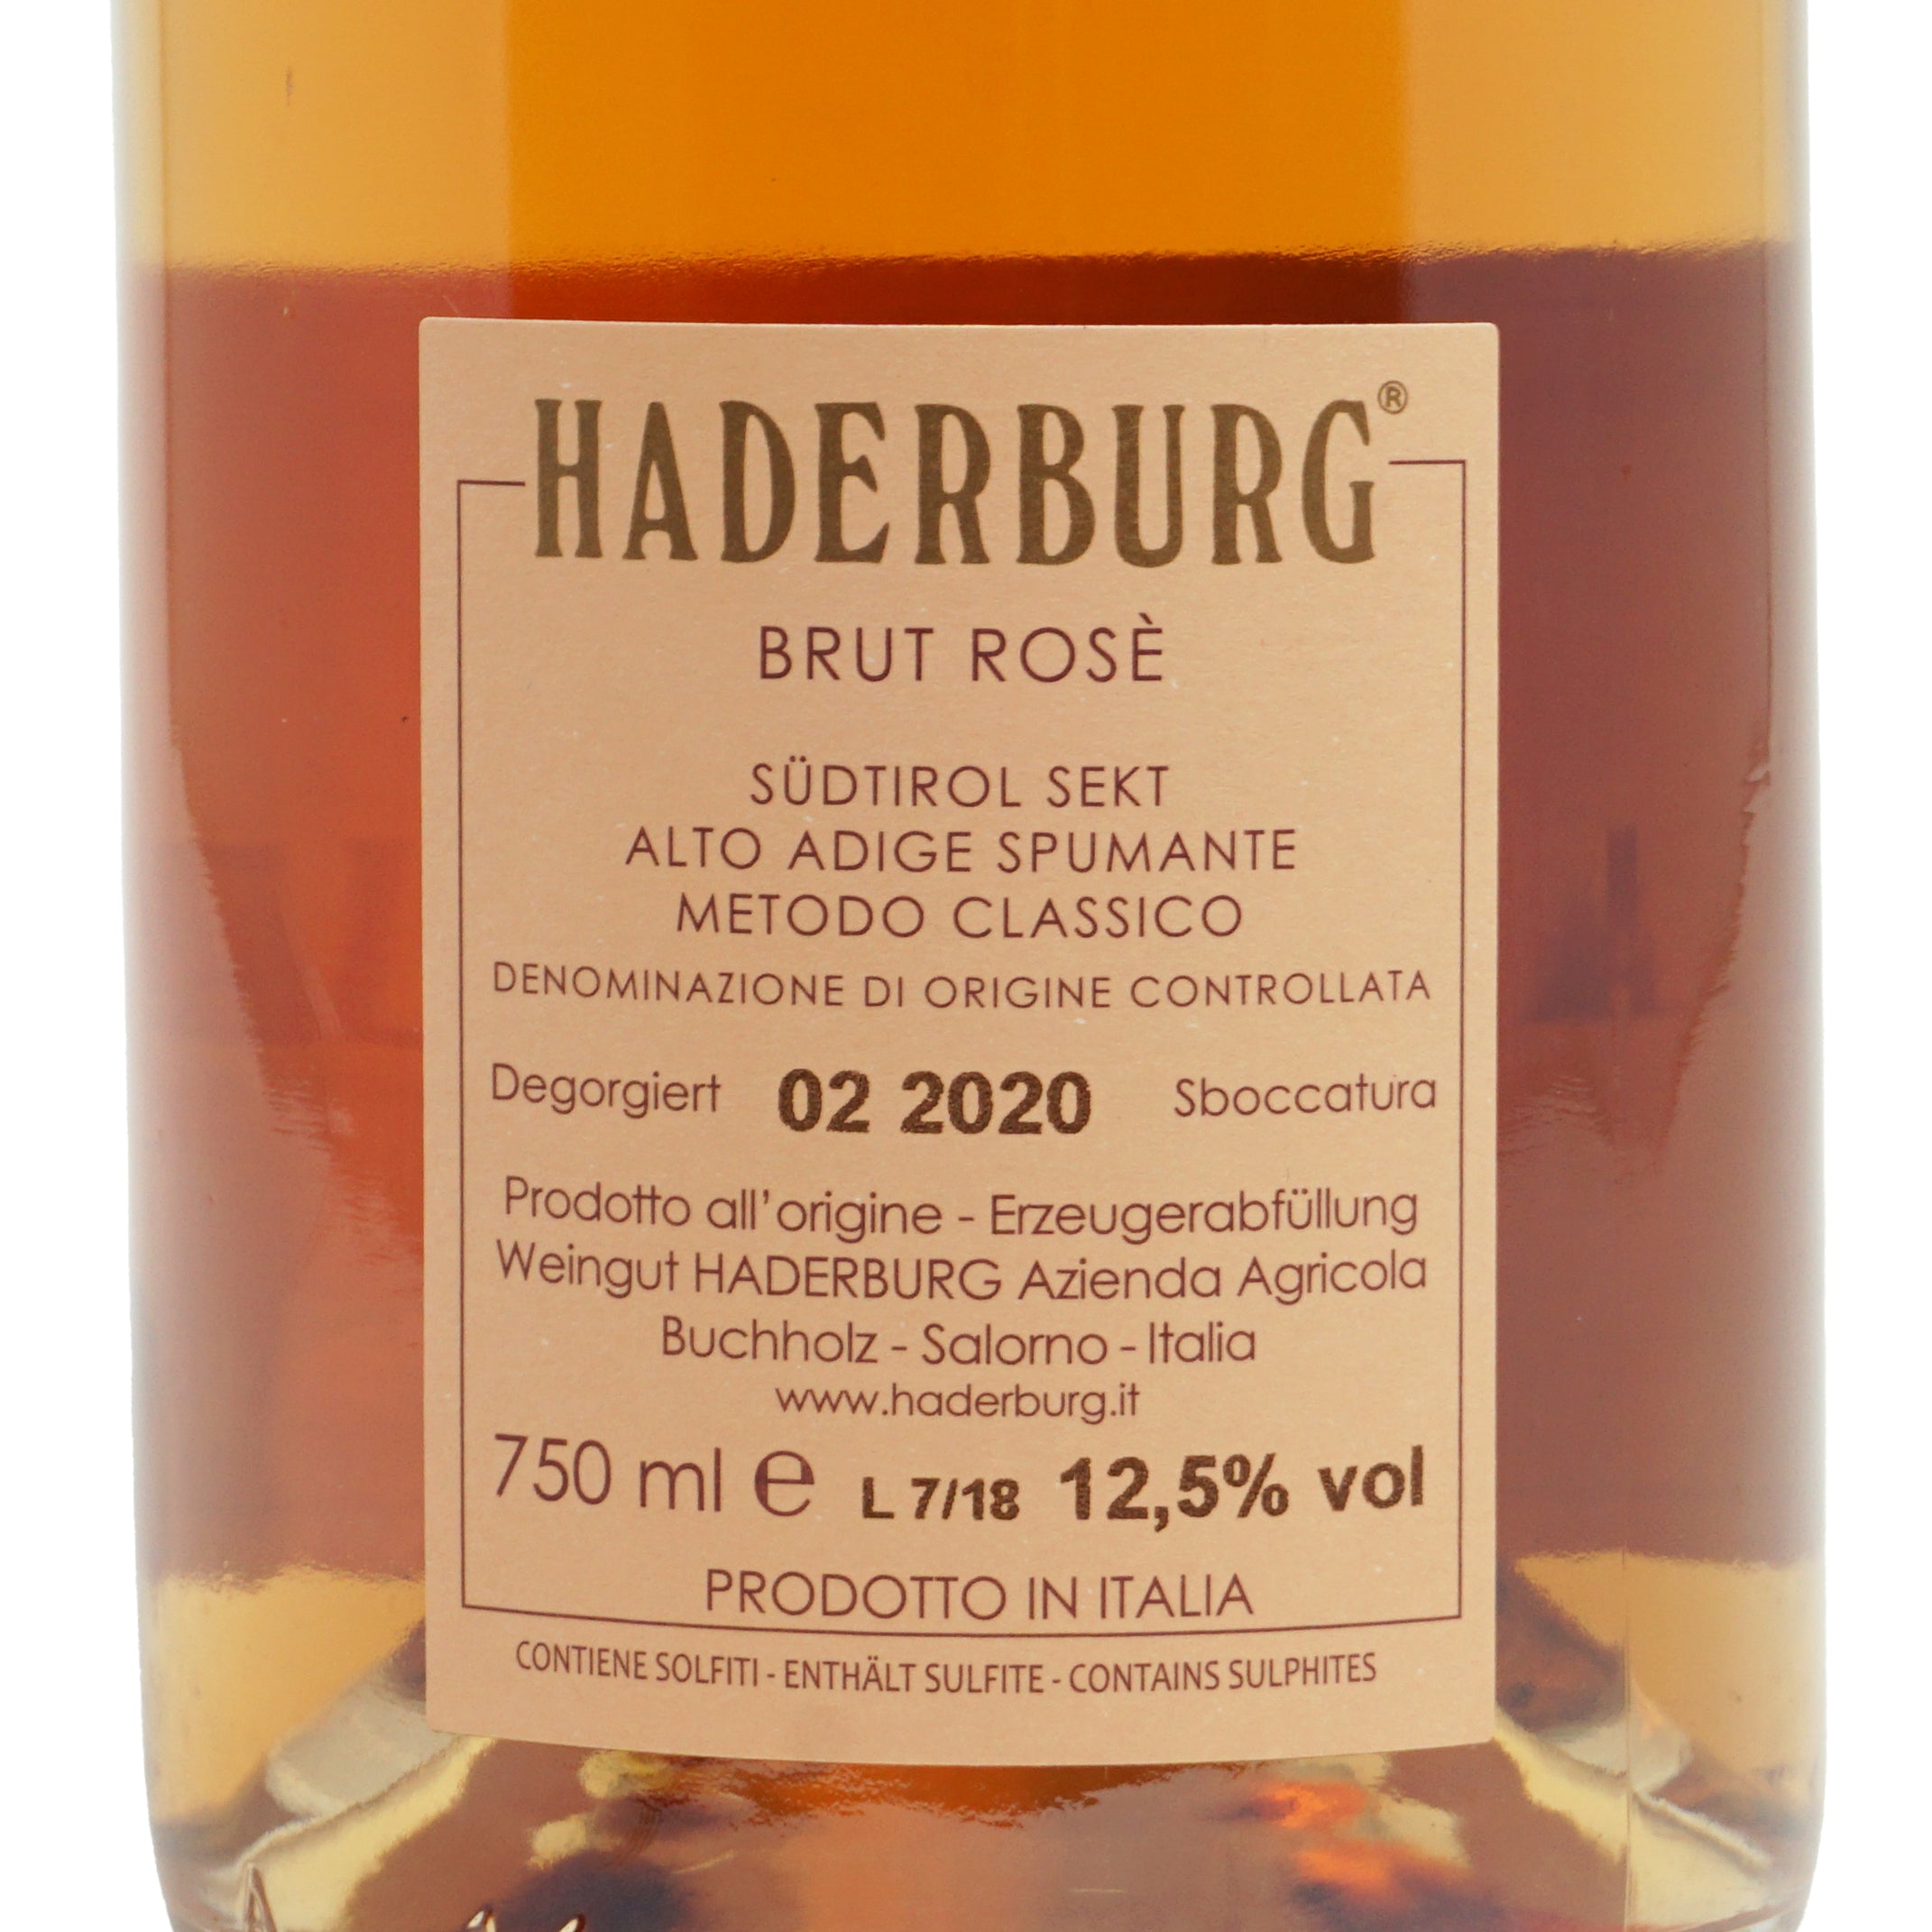 HADERBURG®
BRUT ROSÈ
SÜDTIROL SEKT
ALTO ADIGE SPUMANTE
METODO CLASSICO
DENOMINAZIONE DI ORIGINE CONTROLLATA
Degorgiert 02 2020 Sboccatura
Prodotto all'origine - Erzeugerabfüllung
Weingut HADERBURG Azienda Agricola
Buchholz - Salorno - Italia
www.haderburg.it
750 ml e L 7/18 12,5% vol
PRODOTTO IN ITALIA
CONTIENE SOLFITI - ENTHÄLT SULFITE - CONTAINS SULPHITES